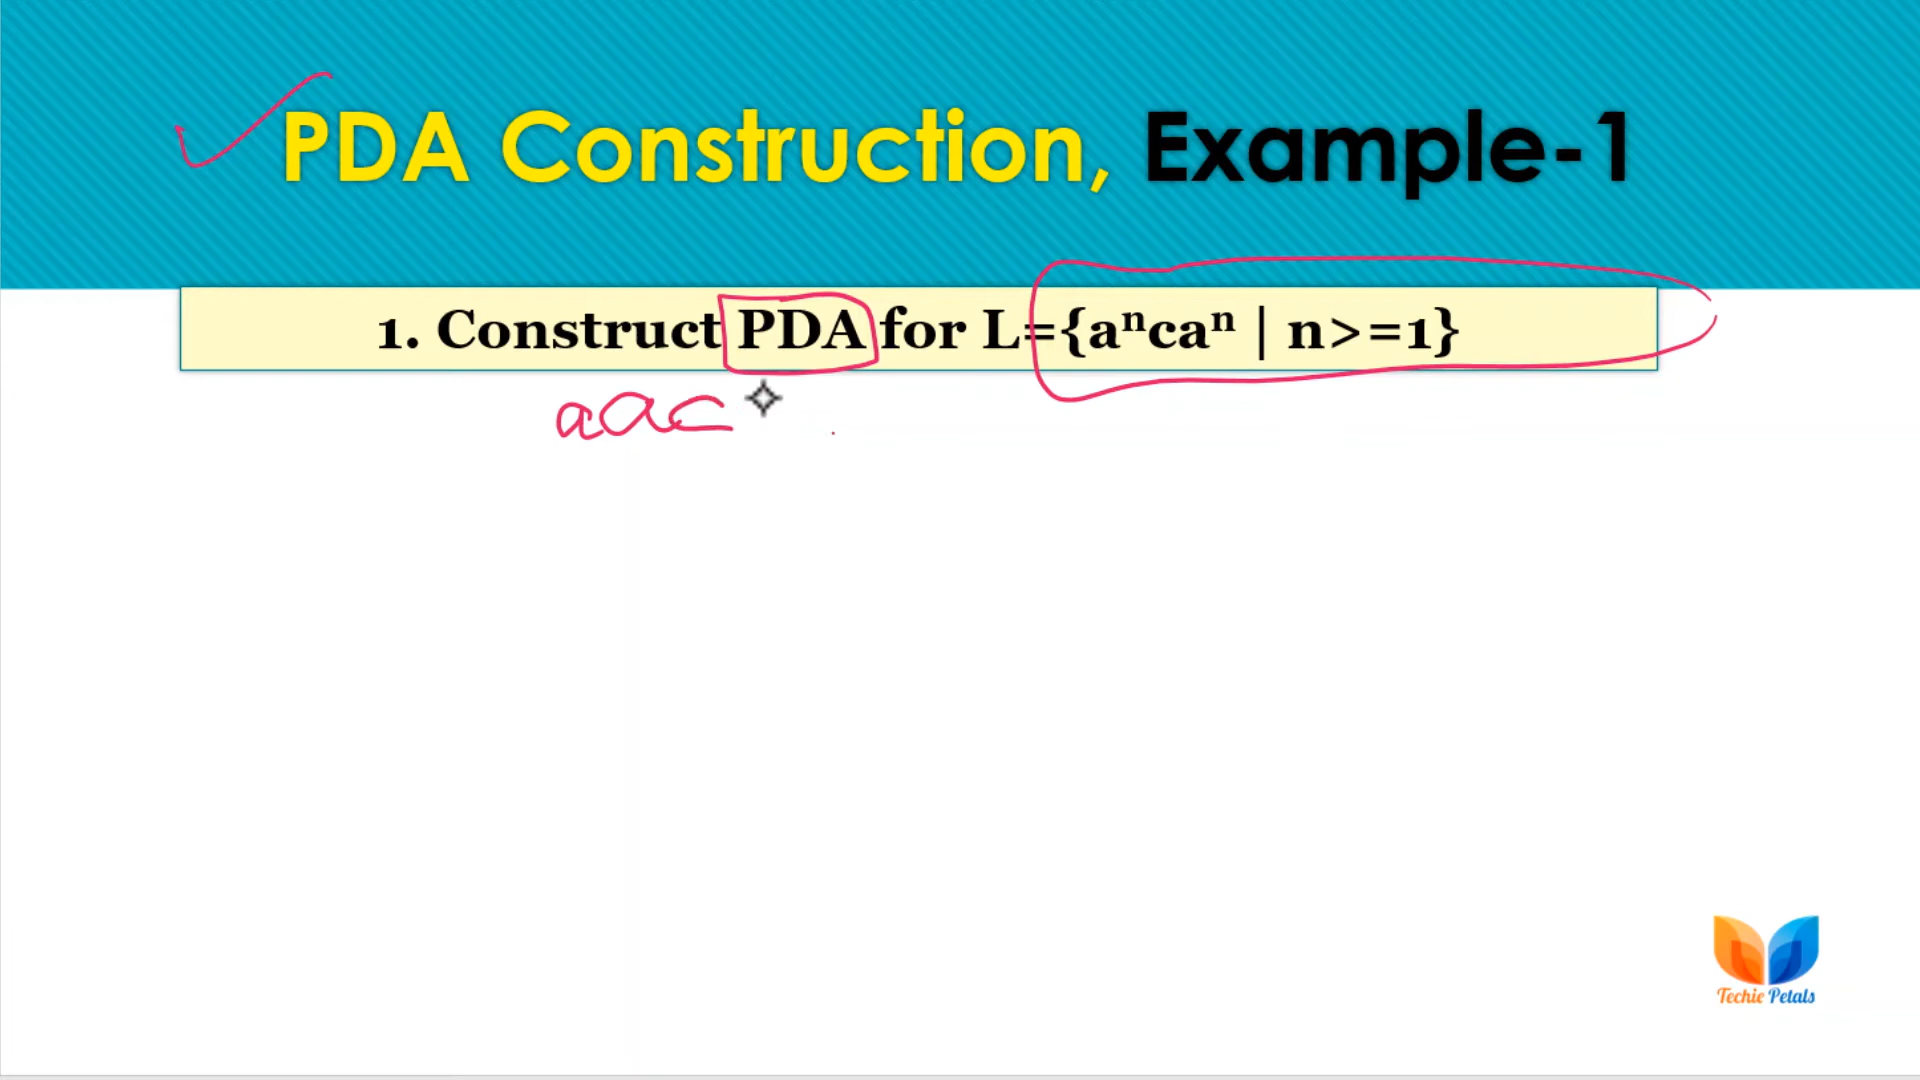 PDA Construction, Example-1
1. Construct PDA for L={aⁿcaⁿ | n>=1}
aac
Techie Petals